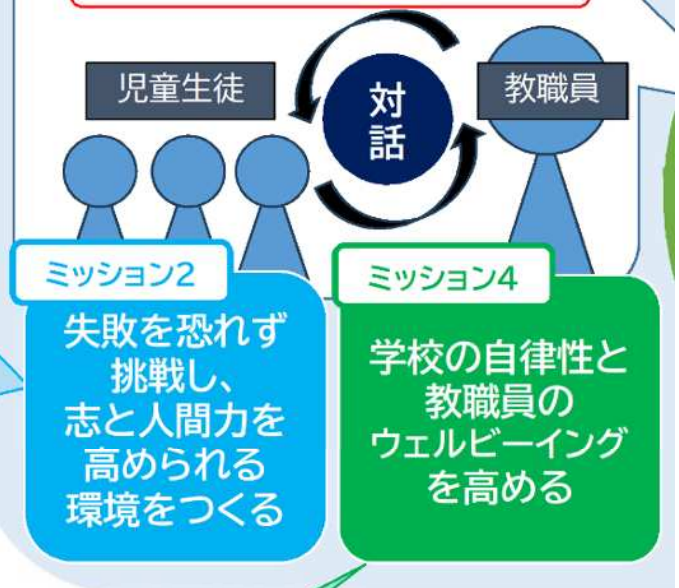 児童生徒
対話
教職員
ミッション2
失敗を恐れず
挑戦し、
志と人間力を
高められる
環境をつくる
ミッション4
学校の自律性と
教職員の
ウェルビーイング
を高める